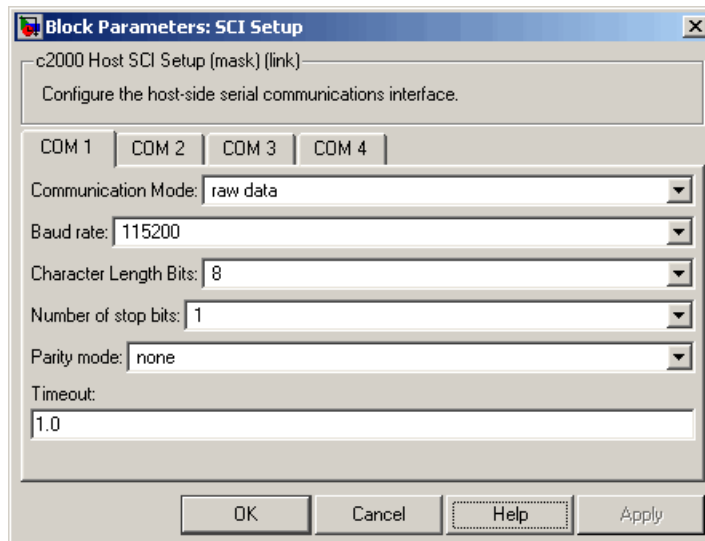 Block Parameters: SCI Setup
c2000 Host SCI Setup (mask) (link)
Configure the host-side serial communications interface.
COM 1 COM 2 COM 3 COM 4
Communication Mode: raw data
Baud rate: 115200
Character Length Bits: 8
Number of stop bits: 1
Parity mode: none
Timeout:
1.0
OK Cancel Help Apply